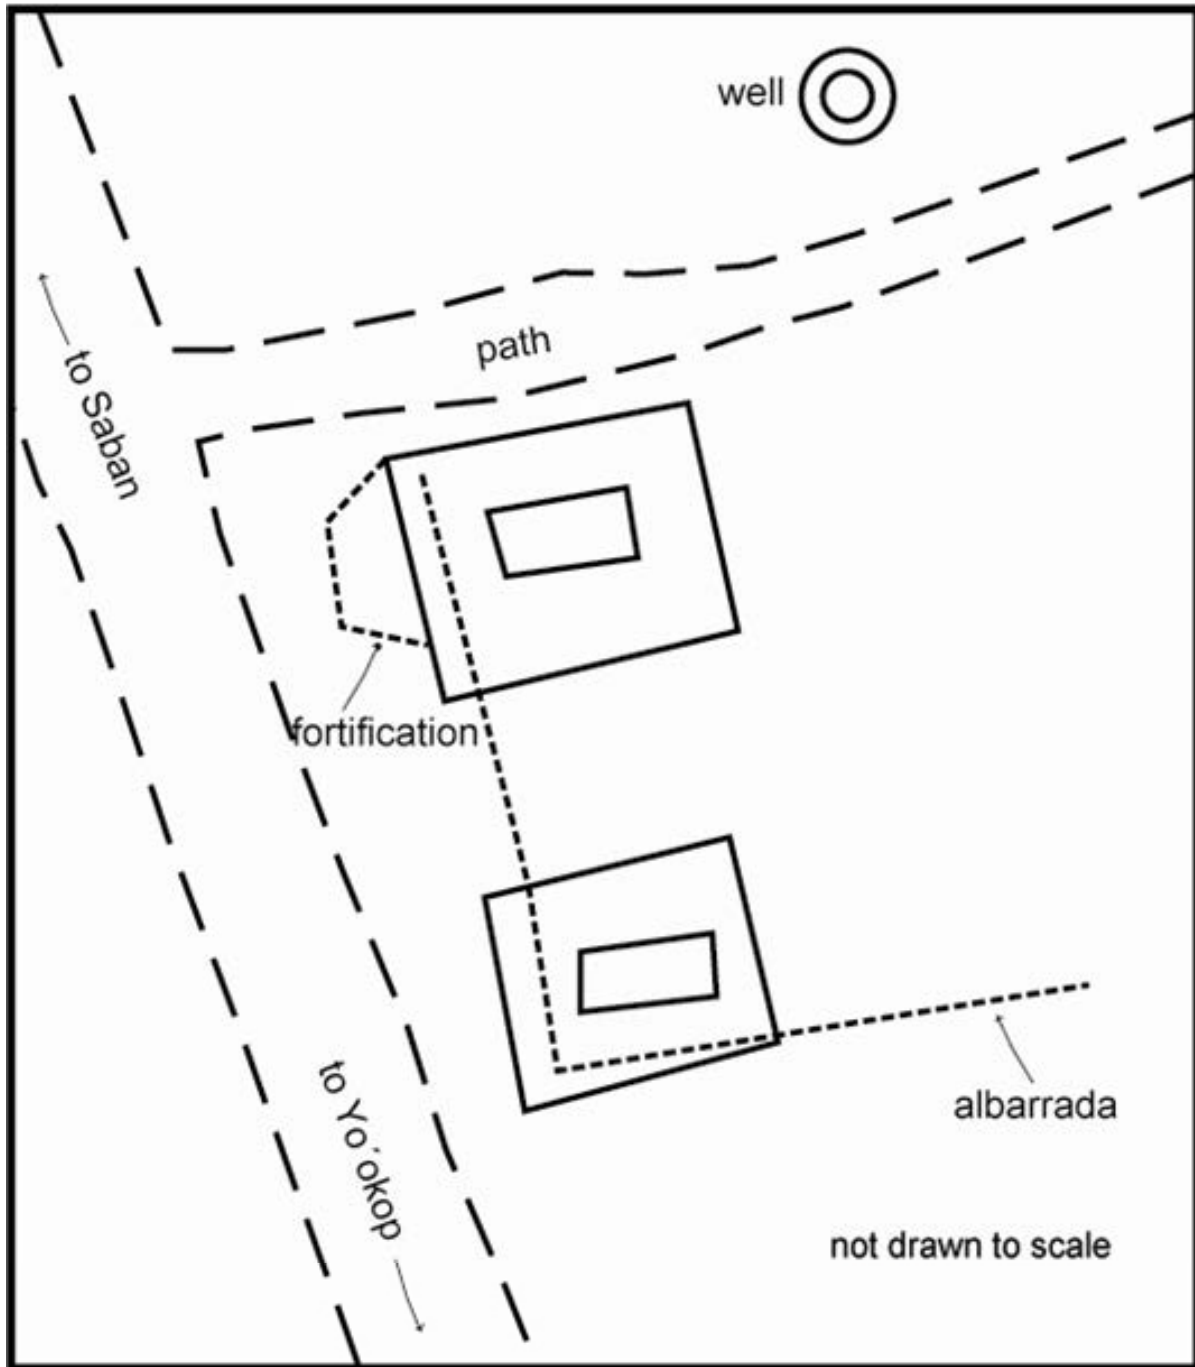 well
path
to Saban
fortification
to Yo´okop
albarrada
not drawn to scale